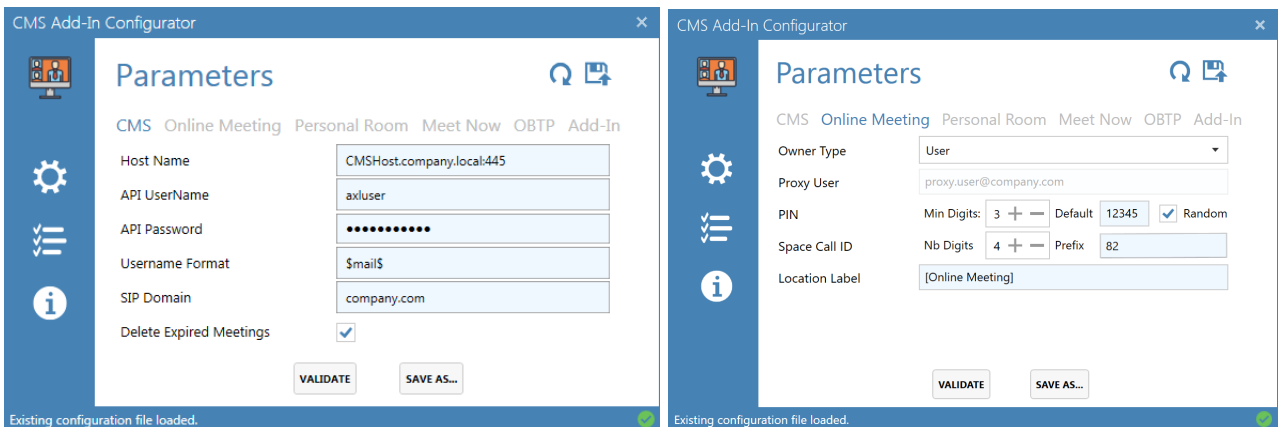 CMS Add-In Configurator
Parameters
CMS Online Meeting Personal Room Meet Now OBTP Add-In
Host Name CMSHost.company.local:445
API UserName axluser
API Password ●●●●●●●●●●●
Username Format $mail$
SIP Domain company.com
Delete Expired Meetings
VALIDATE SAVE AS...
Existing configuration file loaded.
CMS Add-In Configurator
Parameters
CMS Online Meeting Personal Room Meet Now OBTP Add-In
Owner Type User
Proxy User proxy.user@company.com
PIN Min Digits: 3 + − Default 12345 Random
Space Call ID Nb Digits 4 + − Prefix 82
Location Label [Online Meeting]
VALIDATE SAVE AS...
Existing configuration file loaded.